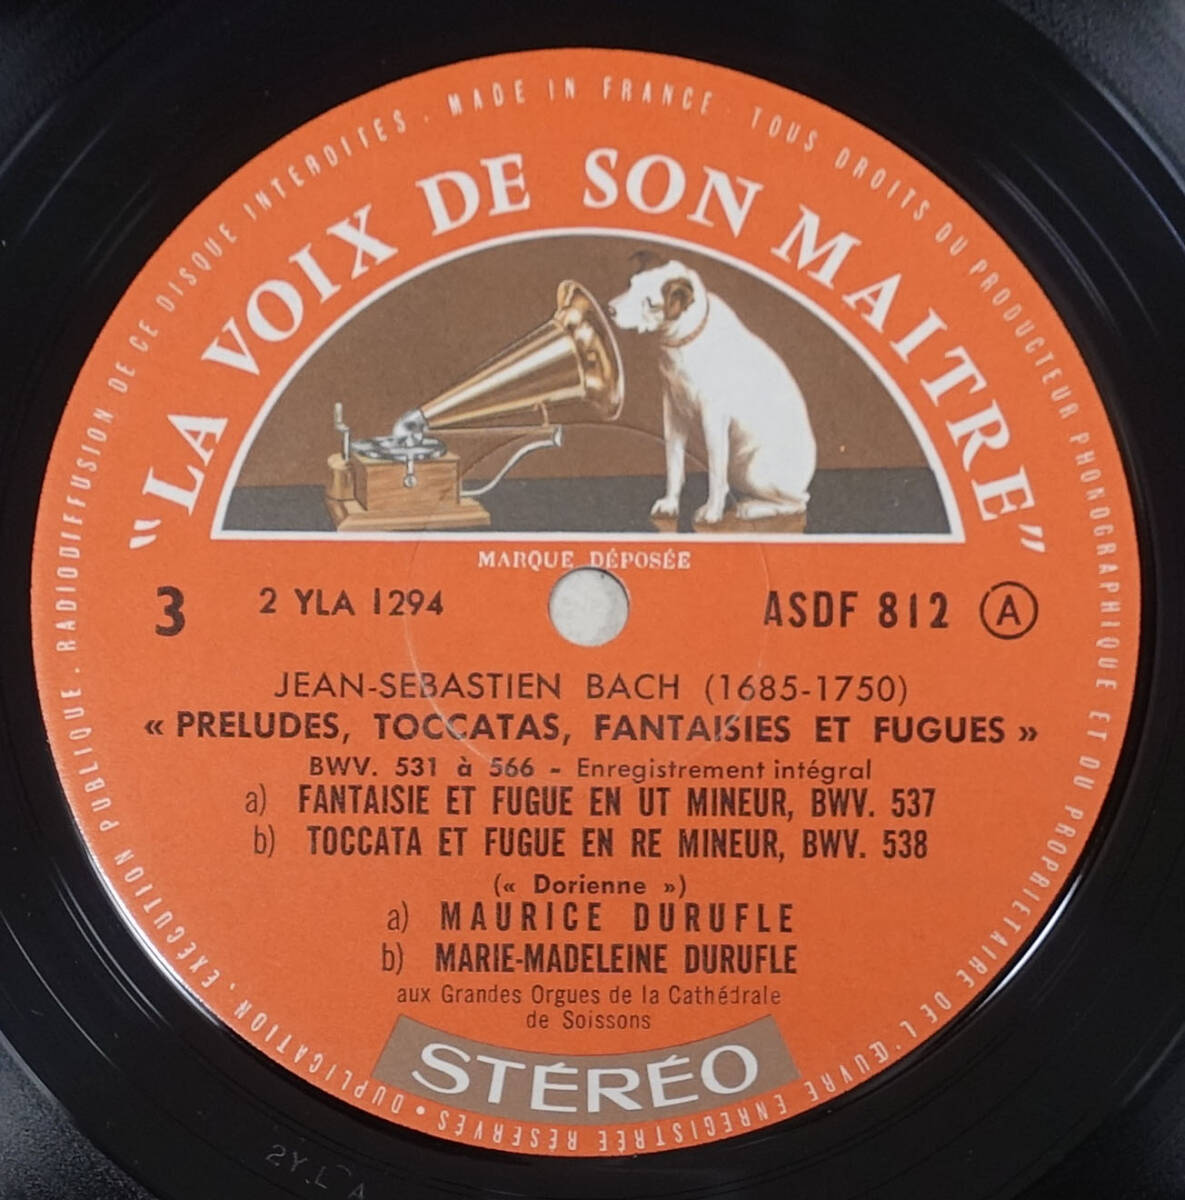 DUPLICATION. EXÉCUTION PUBLIQUE. RADIODIFFUSION DE CE DISQUE INTERDITES. MADE IN FRANCE. TOUS DROITS DU PRODUCTEUR PHONOGRAPHIQUE ET DU PROPRIÉTAIRE DE L'ŒUVRE ENREGISTRÉE RÉSERVÉS •
"LA VOIX DE SON MAITRE"
MARQUE DÉPOSÉE
3 2 YLA 1294 ASDF 812 A
JEAN-SEBASTIEN BACH (1685-1750)
« PRELUDES, TOCCATAS, FANTAISIES ET FUGUES »
BWV. 531 à 566 - Enregistrement intégral
a) FANTAISIE ET FUGUE EN UT MINEUR, BWV. 537
b) TOCCATA ET FUGUE EN RE MINEUR, BWV. 538
(« Dorienne »)
a) MAURICE DURUFLE
b) MARIE-MADELEINE DURUFLE
aux Grandes Orgues de la Cathédrale
de Soissons
STÉRÉO